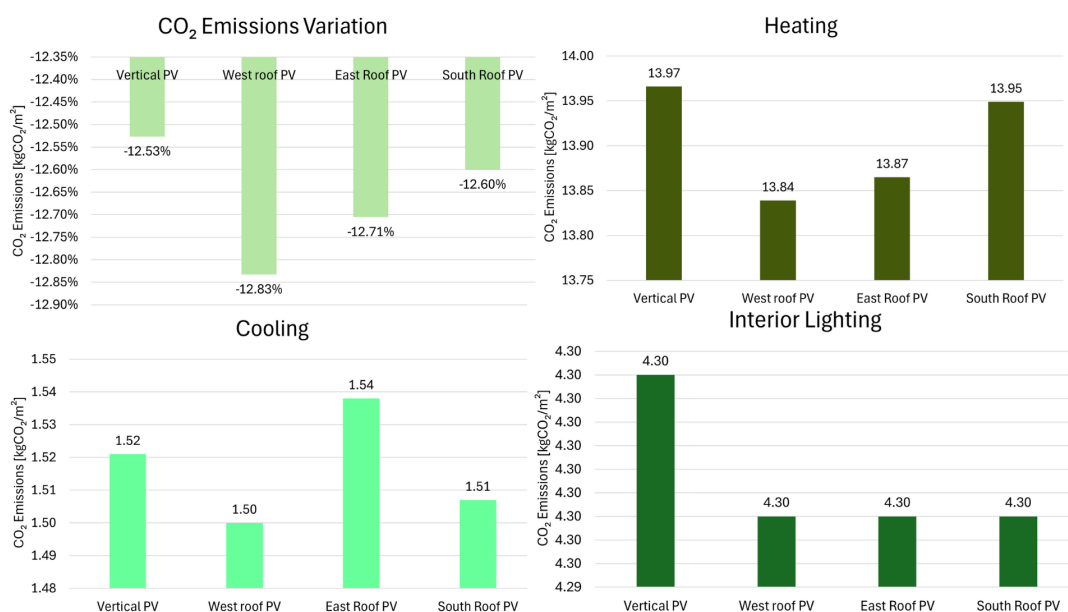 CO₂ Emissions Variation
CO₂ Emissions [kgCO₂/m²]
-12.35%
-12.40%
-12.45%
-12.50%
-12.55%
-12.60%
-12.65%
-12.70%
-12.75%
-12.80%
-12.85%
-12.90%
Vertical PV
West roof PV
East Roof PV
South Roof PV
-12.53%
-12.83%
-12.71%
-12.60%
Heating
CO₂ Emissions [kgCO₂/m²]
14.00
13.95
13.90
13.85
13.80
13.75
13.97
13.84
13.87
13.95
Vertical PV
West roof PV
East Roof PV
South Roof PV
Cooling
CO₂ Emissions [kgCO₂/m²]
1.55
1.54
1.53
1.52
1.51
1.50
1.49
1.48
1.52
1.50
1.54
1.51
Vertical PV
West roof PV
East Roof PV
South Roof PV
Interior Lighting
CO₂ Emissions [kgCO₂/m²]
4.30
4.30
4.30
4.30
4.30
4.30
4.30
4.30
4.30
4.30
4.29
4.30
4.30
4.30
4.30
Vertical PV
West roof PV
East Roof PV
South Roof PV